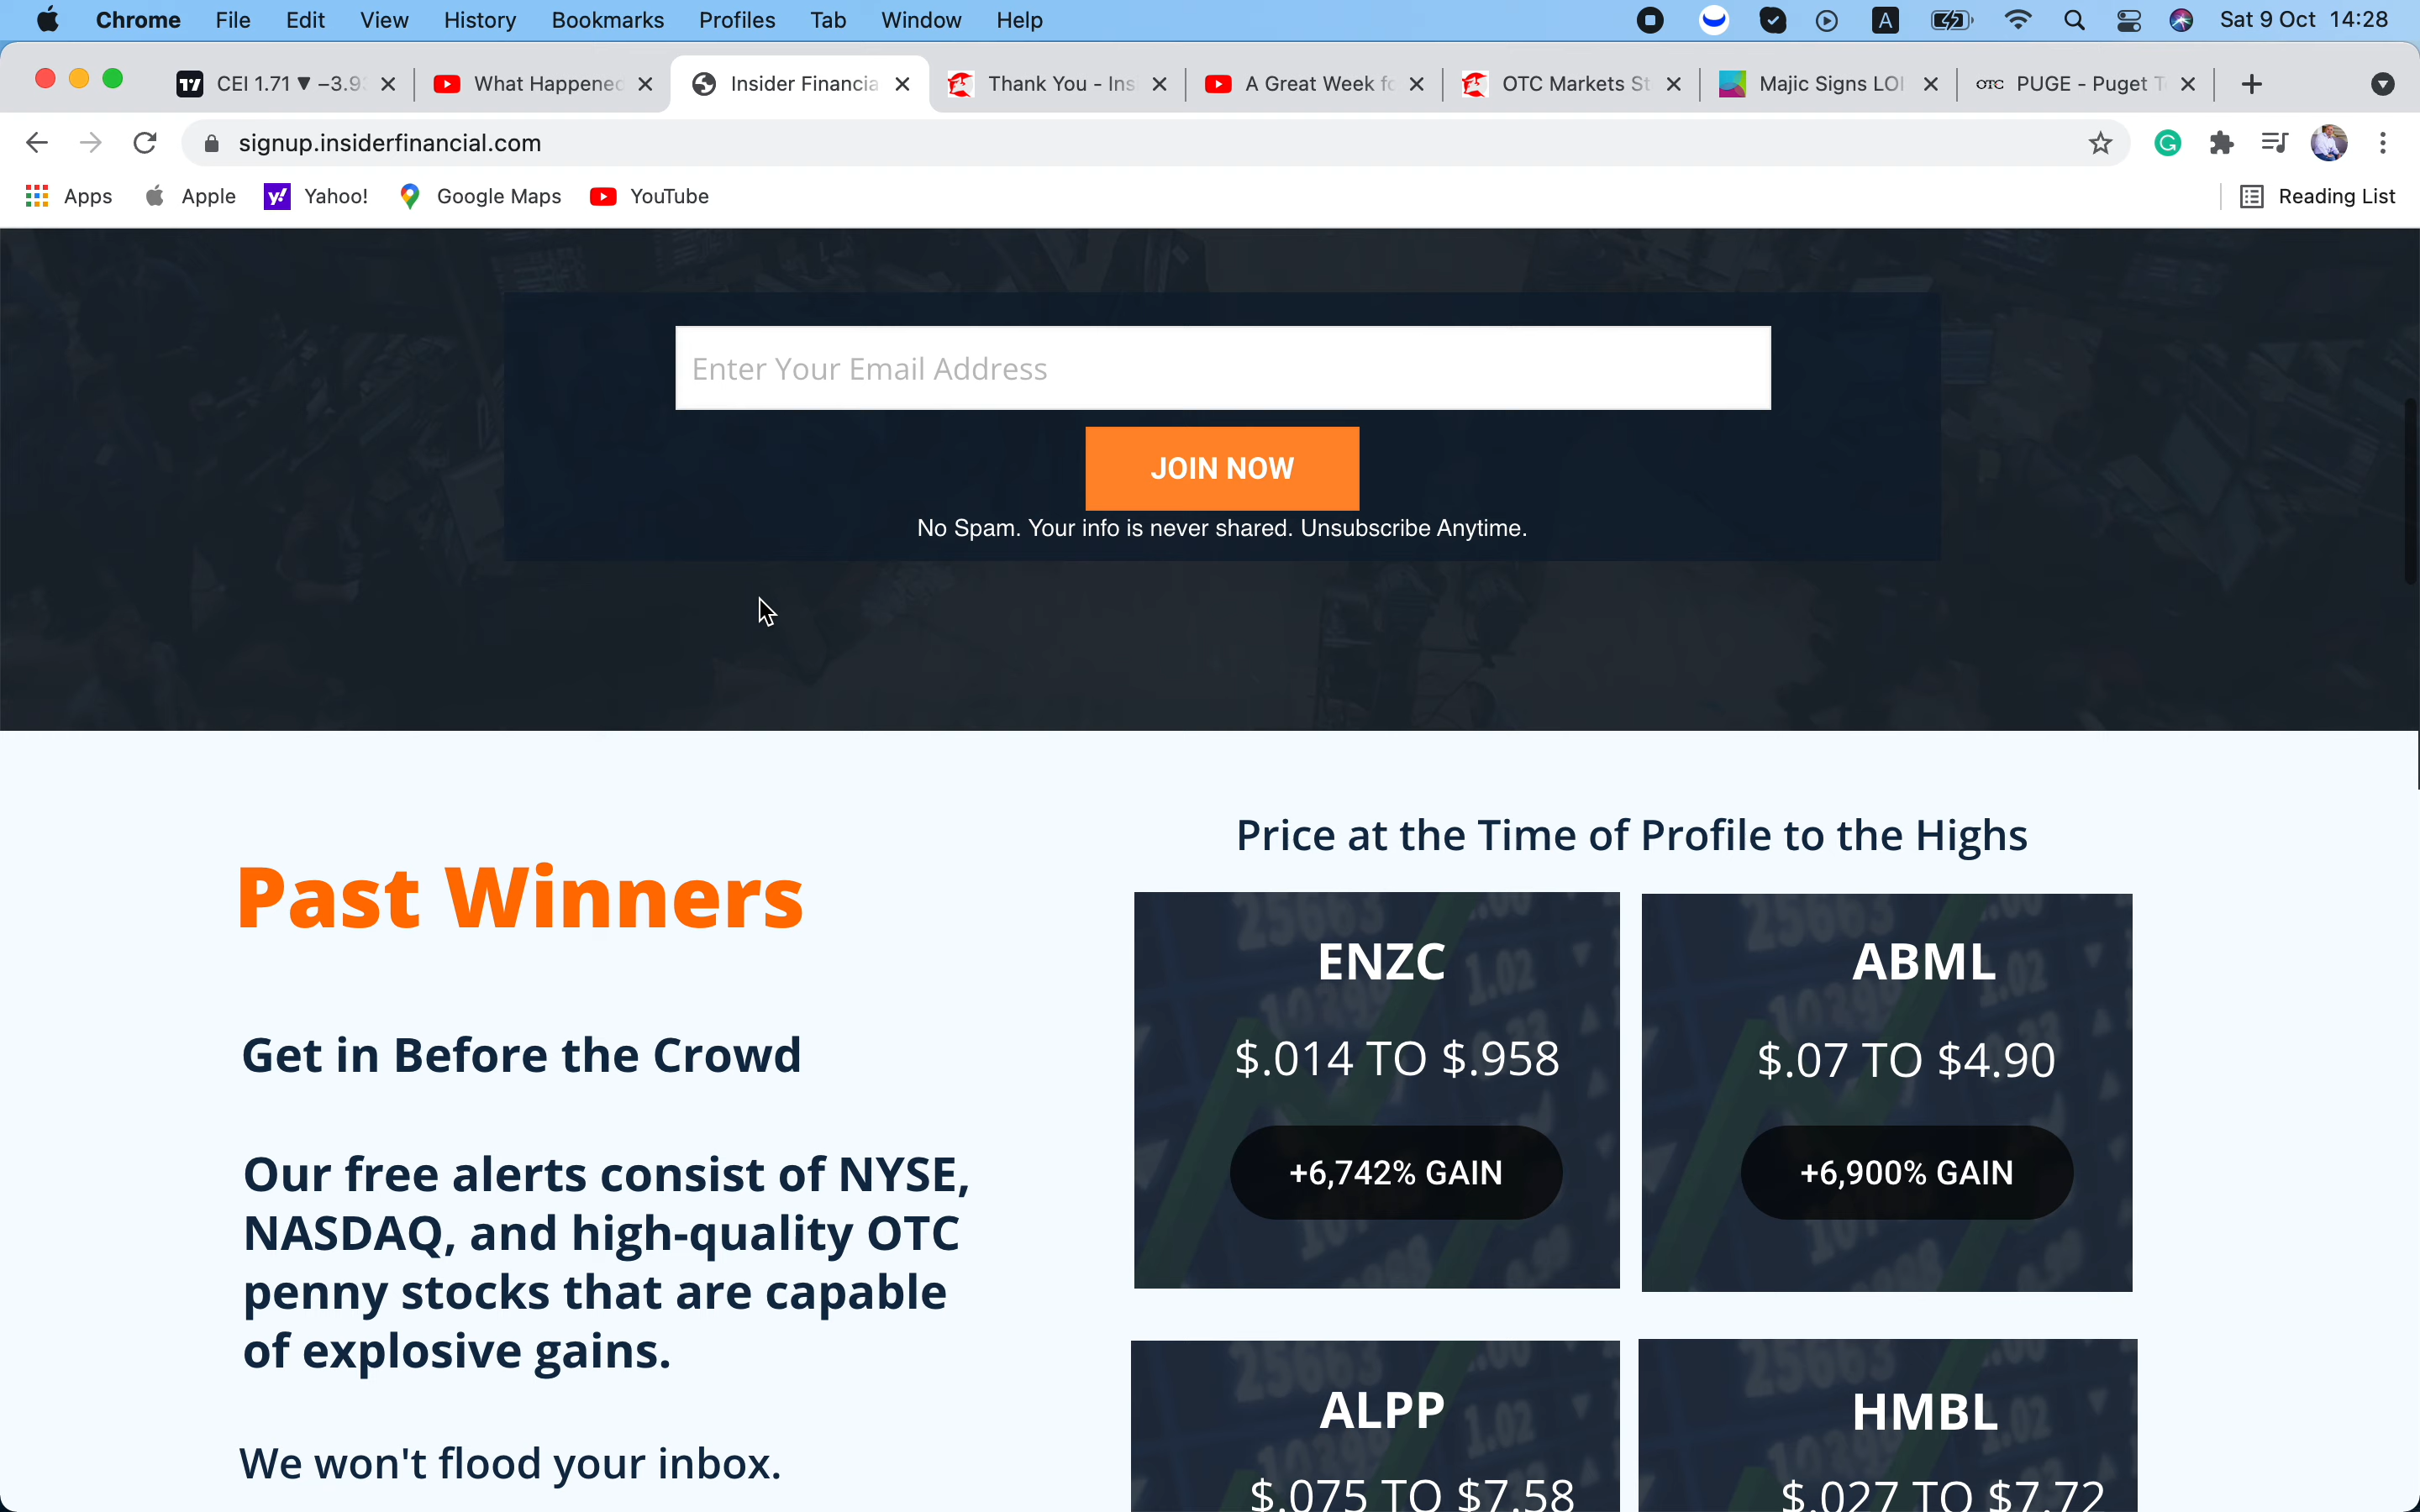 Chrome File Edit View History Bookmarks Profiles Tab Window Help A Sat 9 Oct 14:28
CEI 1.71 ▼ −3.9 What Happened Insider Financia Thank You - Ins A Great Week fo OTC Markets St Majic Signs LOI OTC PUGE - Puget T
signup.insiderfinancial.com
Apps Apple Yahoo! Google Maps YouTube Reading List
Enter Your Email Address
JOIN NOW
No Spam. Your info is never shared. Unsubscribe Anytime.
Past Winners
Get in Before the Crowd
Our free alerts consist of NYSE,
NASDAQ, and high-quality OTC
penny stocks that are capable
of explosive gains.
We won't flood your inbox.
Price at the Time of Profile to the Highs
ENZC
$.014 TO $.958
+6,742% GAIN
ABML
$.07 TO $4.90
+6,900% GAIN
ALPP
$.075 TO $7.58
HMBL
$.027 TO $7.72